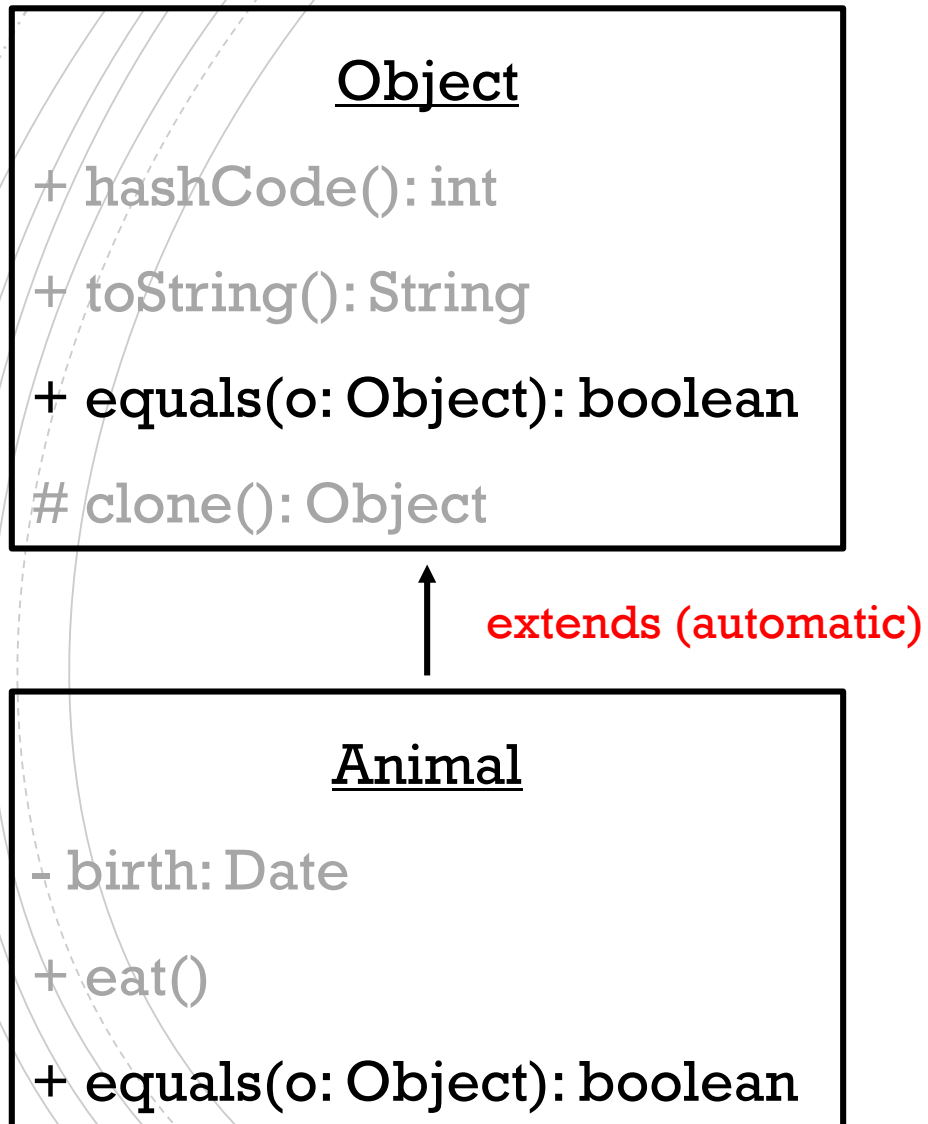 Object
+ hashCode(): int
+ toString(): String
+ equals(o: Object): boolean
# clone(): Object
extends (automatic)
Animal
- birth: Date
+ eat()
+ equals(o: Object): boolean